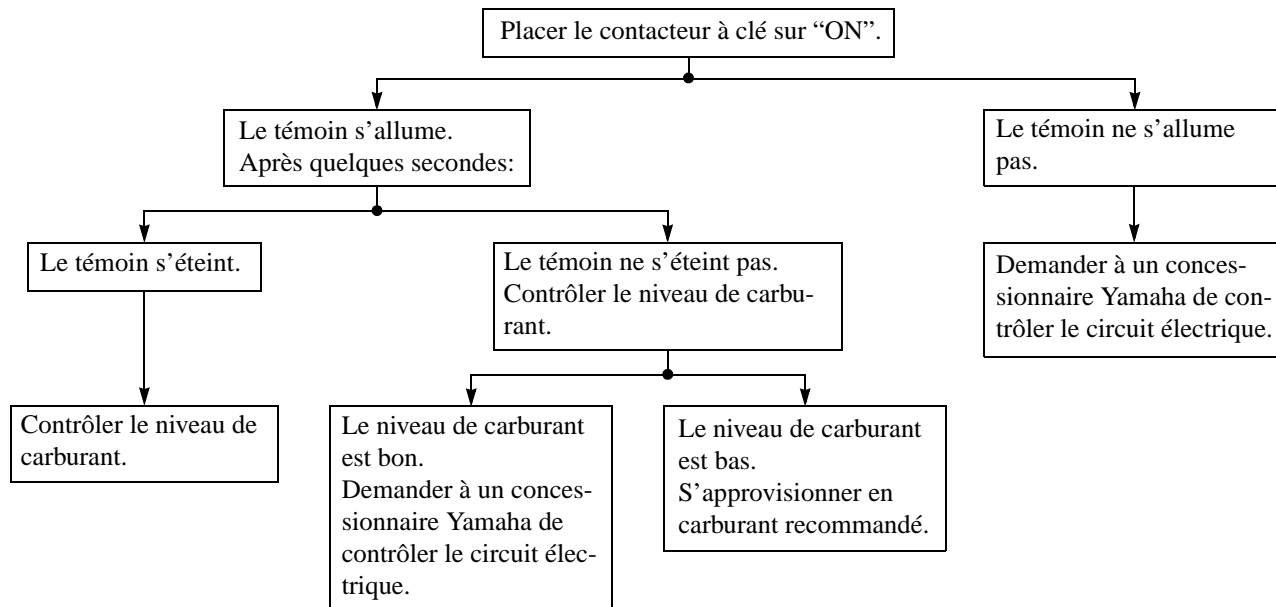 Placer le contacteur à clé sur “ON”.
Le témoin s’allume.
Après quelques secondes:
Le témoin ne s’allume
pas.
Le témoin s’éteint.
Le témoin ne s’éteint pas.
Contrôler le niveau de carbu-
rant.
Demander à un conces-
sionnaire Yamaha de con-
trôler le circuit électrique.
Contrôler le niveau de
carburant.
Le niveau de carburant
est bon.
Demander à un conces-
sionnaire Yamaha de
contrôler le circuit élec-
trique.
Le niveau de carburant
est bas.
S’approvisionner en
carburant recommandé.